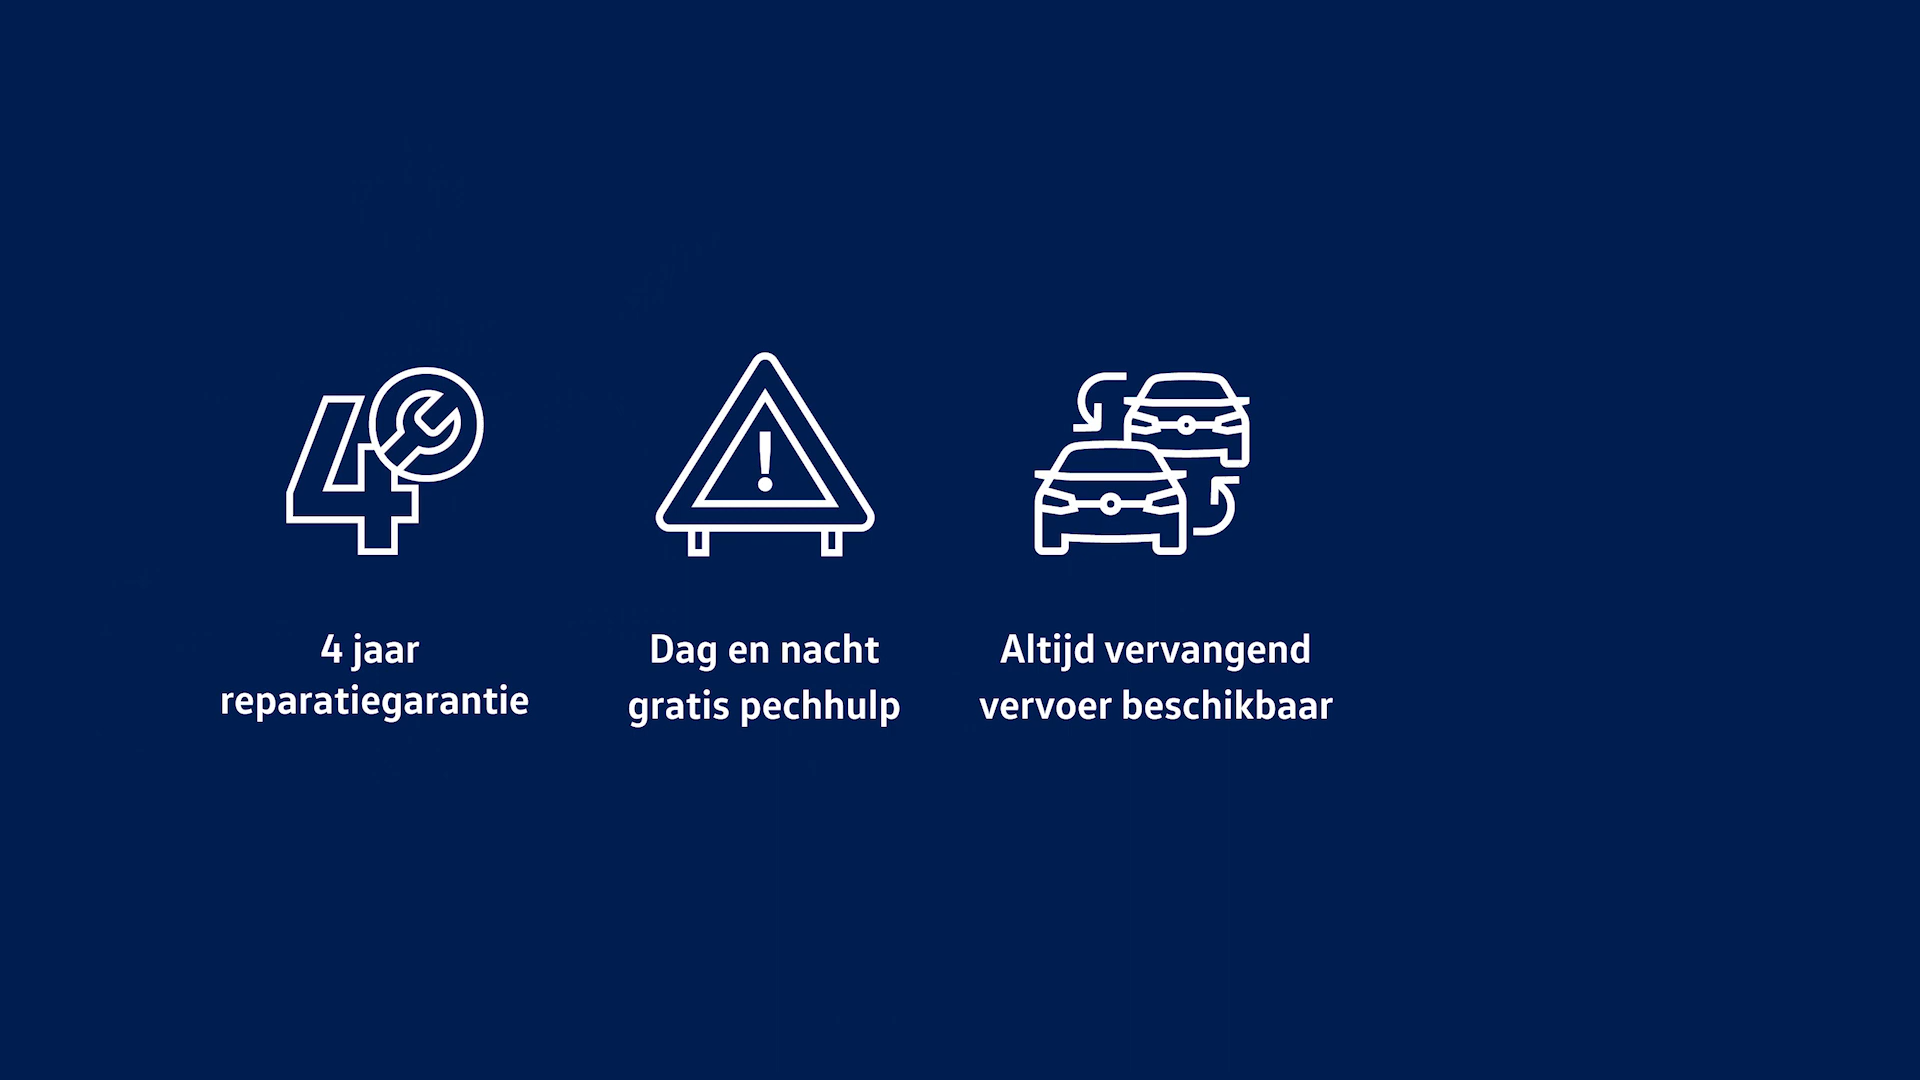 4 jaar
reparatiegarantie
Dag en nacht
gratis pechhulp
Altijd vervangend
vervoer beschikbaar